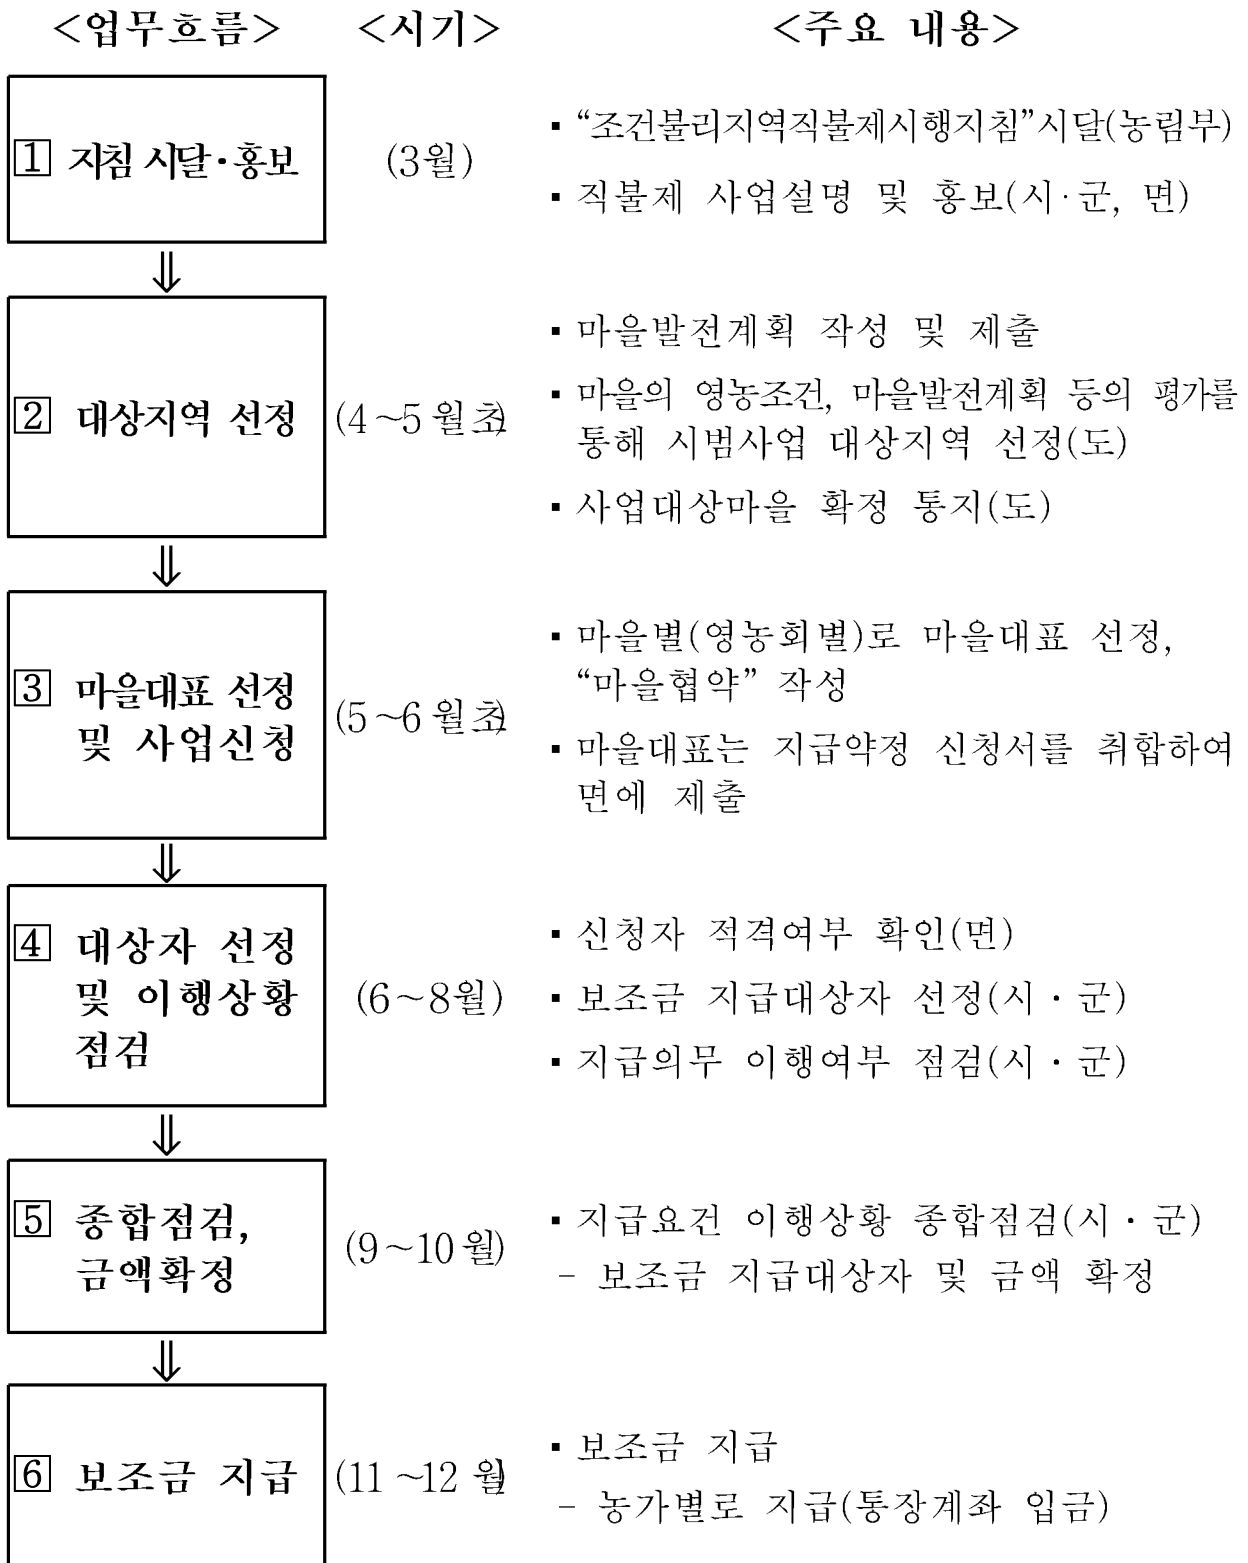 <업무흐름> <시기> <주요 내용>
1 지침 시달·홍보 (3월)
▪ “조건불리지역직불제시행지침”시달(농림부)
▪ 직불제 사업설명 및 홍보(시·군, 면)
⇓
2 대상지역 선정 (4~5월초)
▪ 마을발전계획 작성 및 제출
▪ 마을의 영농조건, 마을발전계획 등의 평가를
통해 시범사업 대상지역 선정(도)
▪ 사업대상마을 확정 통지(도)
⇓
3 마을대표 선정
및 사업신청
(5~6월초)
▪ 마을별(영농회별)로 마을대표 선정,
“마을협약” 작성
▪ 마을대표는 지급약정 신청서를 취합하여
면에 제출
⇓
4 대상자 선정
및 이행상황
점검
(6~8월)
▪ 신청자 적격여부 확인(면)
▪ 보조금 지급대상자 선정(시·군)
▪ 지급의무 이행여부 점검(시·군)
⇓
5 종합점검,
금액확정
(9~10월)
▪ 지급요건 이행상황 종합점검(시·군)
- 보조금 지급대상자 및 금액 확정
⇓
6 보조금 지급 (11~12월)
▪ 보조금 지급
- 농가별로 지급(통장계좌 입금)